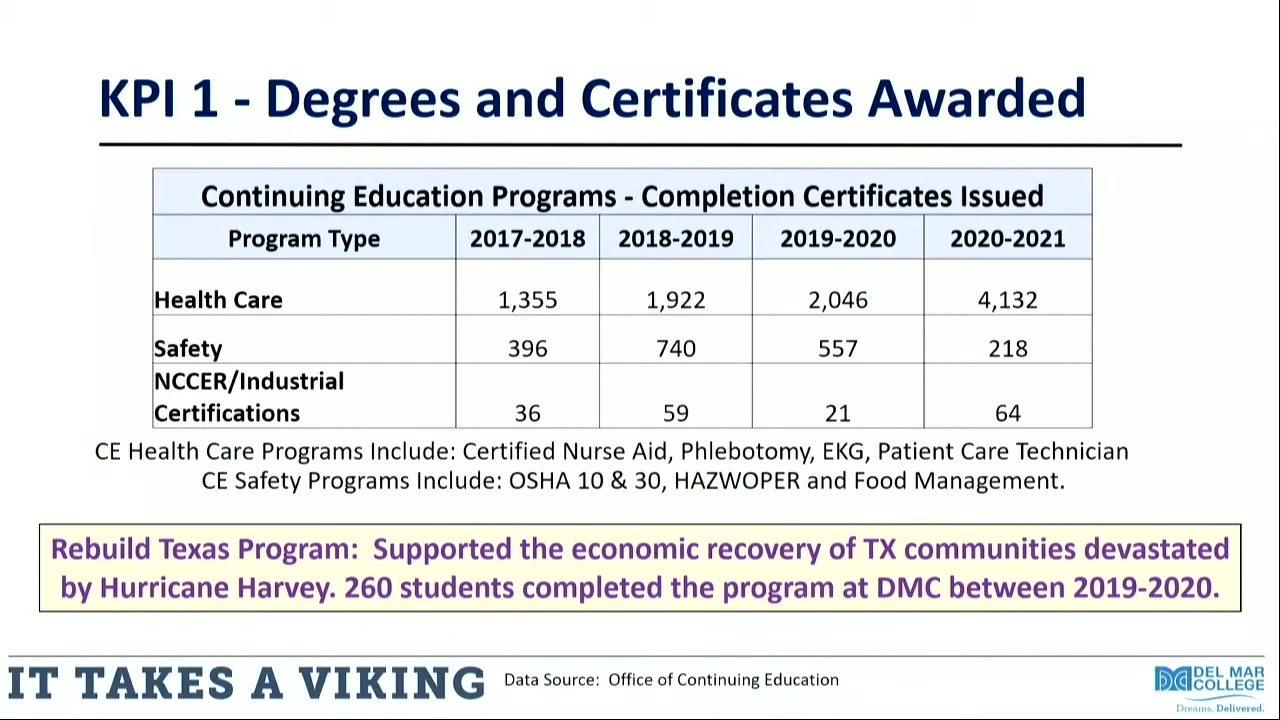 KPI 1 - Degrees and Certificates Awarded
Continuing Education Programs - Completion Certificates Issued
Program Type 2017-2018 2018-2019 2019-2020 2020-2021
Health Care 1,355 1,922 2,046 4,132
Safety 396 740 557 218
NCCER/Industrial
Certifications 36 59 21 64
CE Health Care Programs Include: Certified Nurse Aid, Phlebotomy, EKG, Patient Care Technician
CE Safety Programs Include: OSHA 10 & 30, HAZWOPER and Food Management.
Rebuild Texas Program: Supported the economic recovery of TX communities devastated
by Hurricane Harvey. 260 students completed the program at DMC between 2019-2020.
IT TAKES A VIKING
Data Source: Office of Continuing Education
DEL MAR
COLLEGE
Dreams. Delivered.